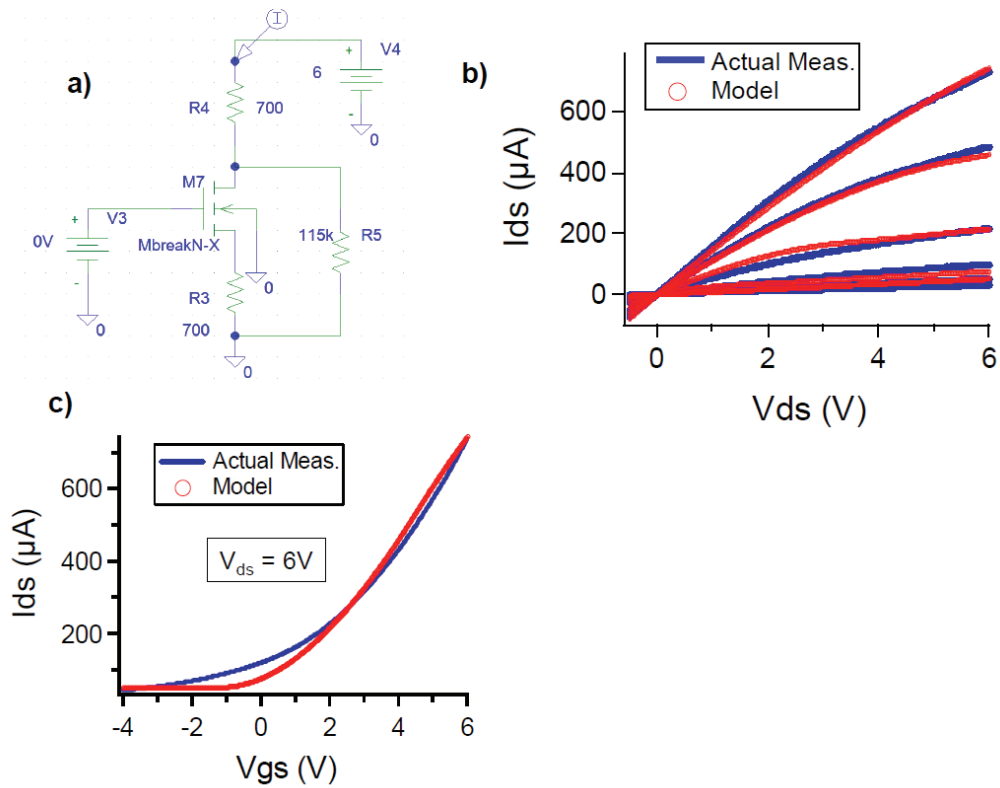 a)
I
V4
+
6
-
0
R4
700
M7
+
V3
0V
MbreakN-X
-
0
0
115k
R5
R3
700
0
b)
Actual Meas.
Model
Ids (µA)
600
400
200
0
0
2
4
6
Vds (V)
c)
Actual Meas.
Model
Vds = 6V
Ids (µA)
600
400
200
-4
-2
0
2
4
6
Vgs (V)